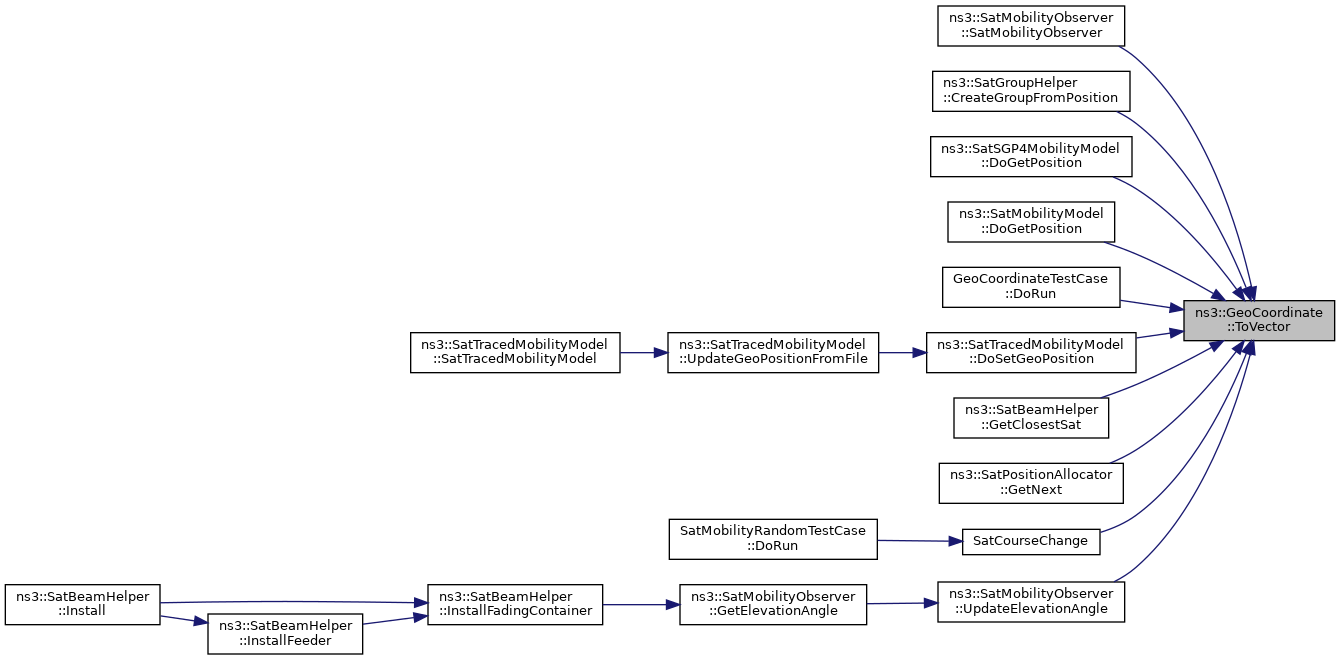 ns3::SatMobilityObserver
::SatMobilityObserver
ns3::SatGroupHelper
::CreateGroupFromPosition
ns3::SatSGP4MobilityModel
::DoGetPosition
ns3::SatMobilityModel
::DoGetPosition
GeoCoordinateTestCase
::DoRun
ns3::GeoCoordinate
::ToVector
ns3::SatTracedMobilityModel
::SatTracedMobilityModel
ns3::SatTracedMobilityModel
::UpdateGeoPositionFromFile
ns3::SatTracedMobilityModel
::DoSetGeoPosition
ns3::SatBeamHelper
::GetClosestSat
ns3::SatPositionAllocator
::GetNext
SatMobilityRandomTestCase
::DoRun
SatCourseChange
ns3::SatBeamHelper
::Install
ns3::SatBeamHelper
::InstallFeeder
ns3::SatBeamHelper
::InstallFadingContainer
ns3::SatMobilityObserver
::GetElevationAngle
ns3::SatMobilityObserver
::UpdateElevationAngle